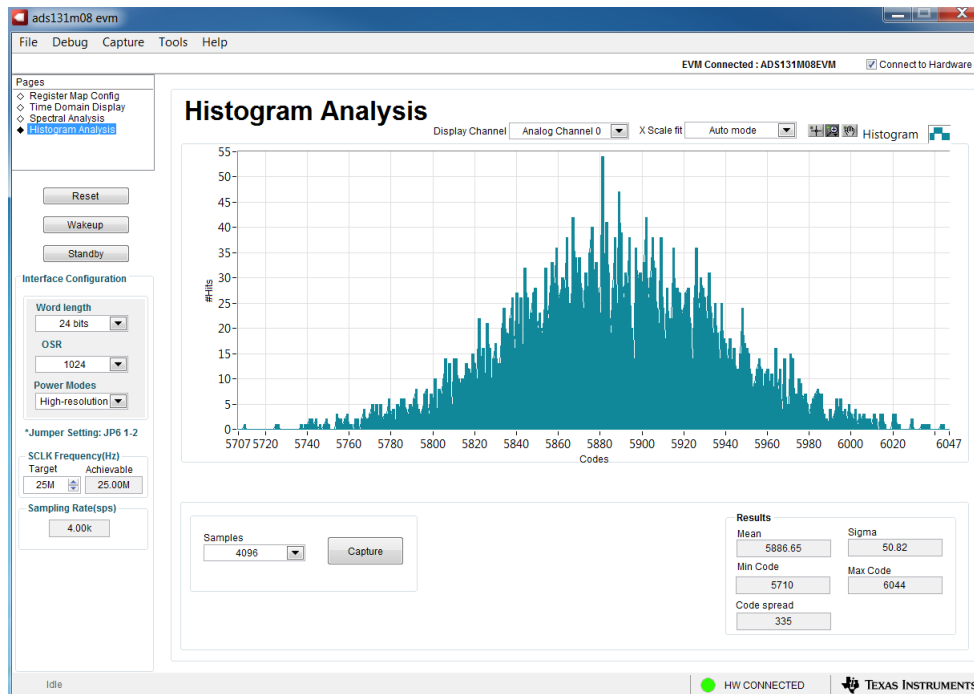 ads131m08 evm
File Debug Capture Tools Help
EVM Connected : ADS131M08EVM Connect to Hardware
Pages
Register Map Config
Time Domain Display
Spectral Analysis
Histogram Analysis
Reset
Wakeup
Standby
Interface Configuration
Word length
24 bits
OSR
1024
Power Modes
High-resolution
*Jumper Setting: JP6 1-2
SCLK Frequency(Hz)
Target Achievable
25M 25.00M
Sampling Rate(sps)
4.00k
Histogram Analysis
Display Channel Analog Channel 0 X Scale fit Auto mode Histogram
55
50
45
40
35
30
25
20
15
10
5
0
#Hits
5707 5720 5740 5760 5780 5800 5820 5840 5860 5880 5900 5920 5940 5960 5980 6000 6020 6047
Codes
Samples
4096 Capture
Results
Mean Sigma
5886.65 50.82
Min Code Max Code
5710 6044
Code spread
335
Idle HW CONNECTED TEXAS INSTRUMENTS